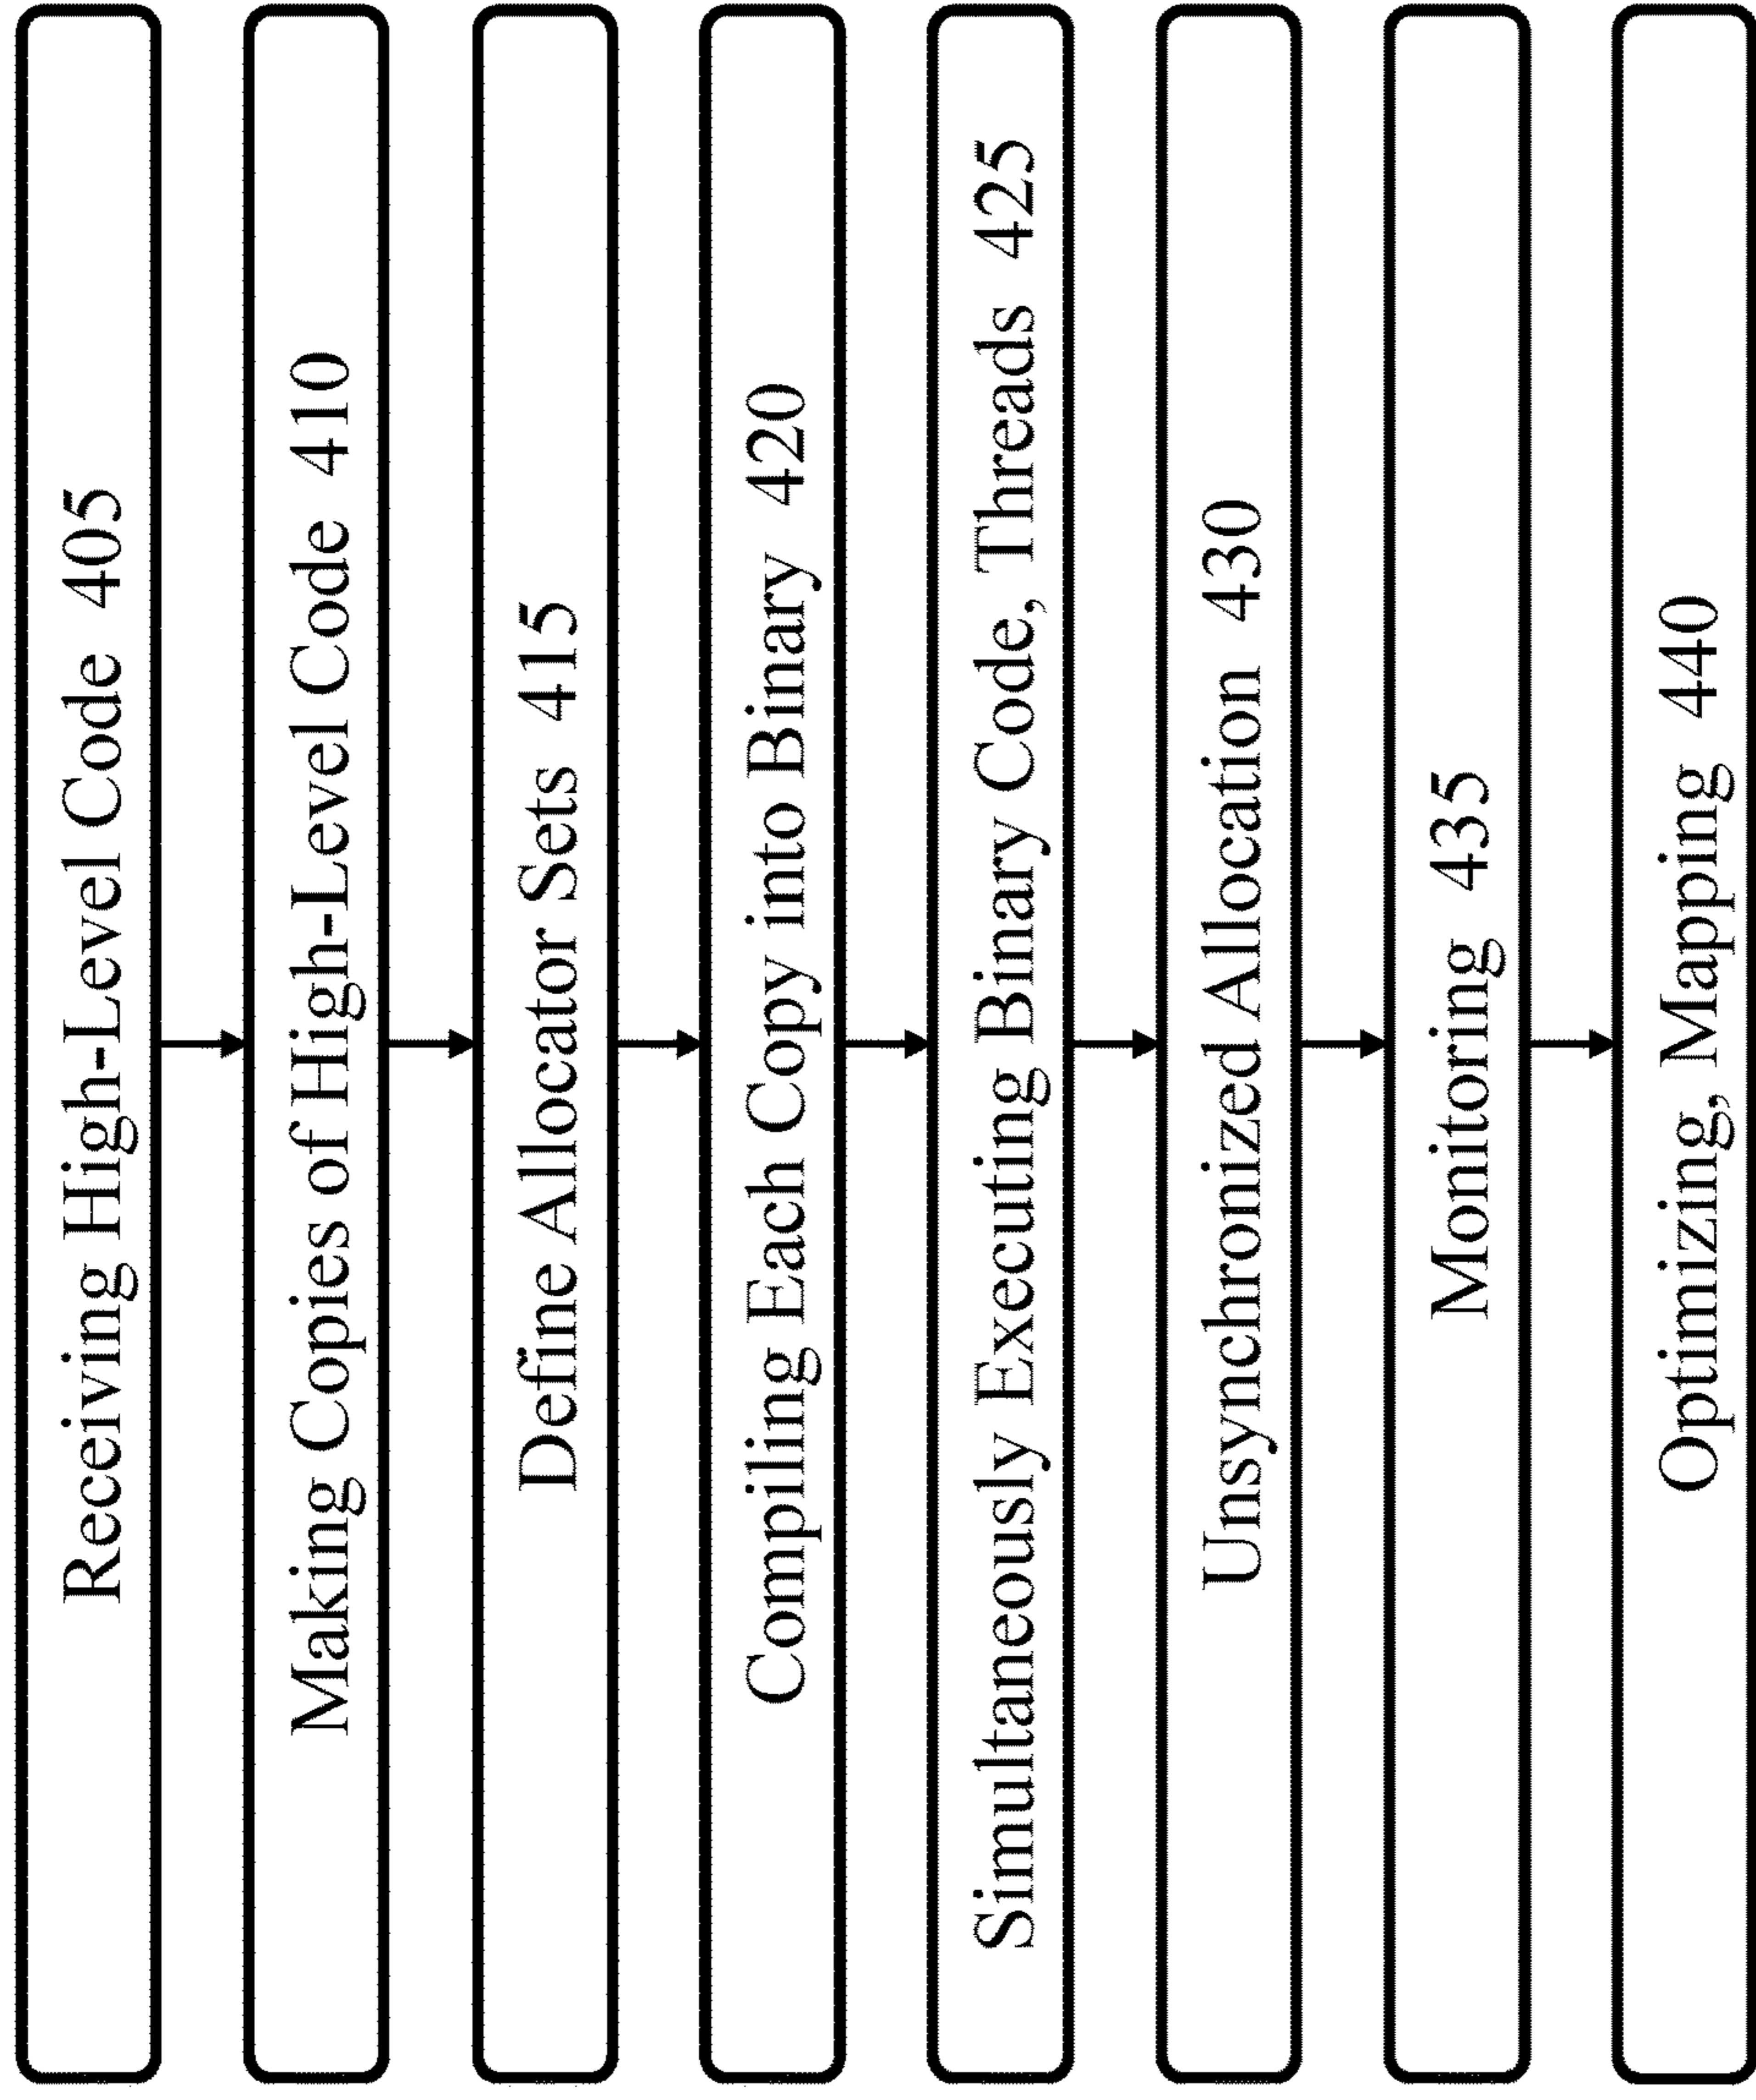 Receiving High-Level Code 405
Making Copies of High-Level Code 410
Define Allocator Sets 415
Compiling Each Copy into Binary 420
Simultaneously Executing Binary Code, Threads 425
Unsynchronized Allocation 430
Monitoring 435
Optimizing, Mapping 440